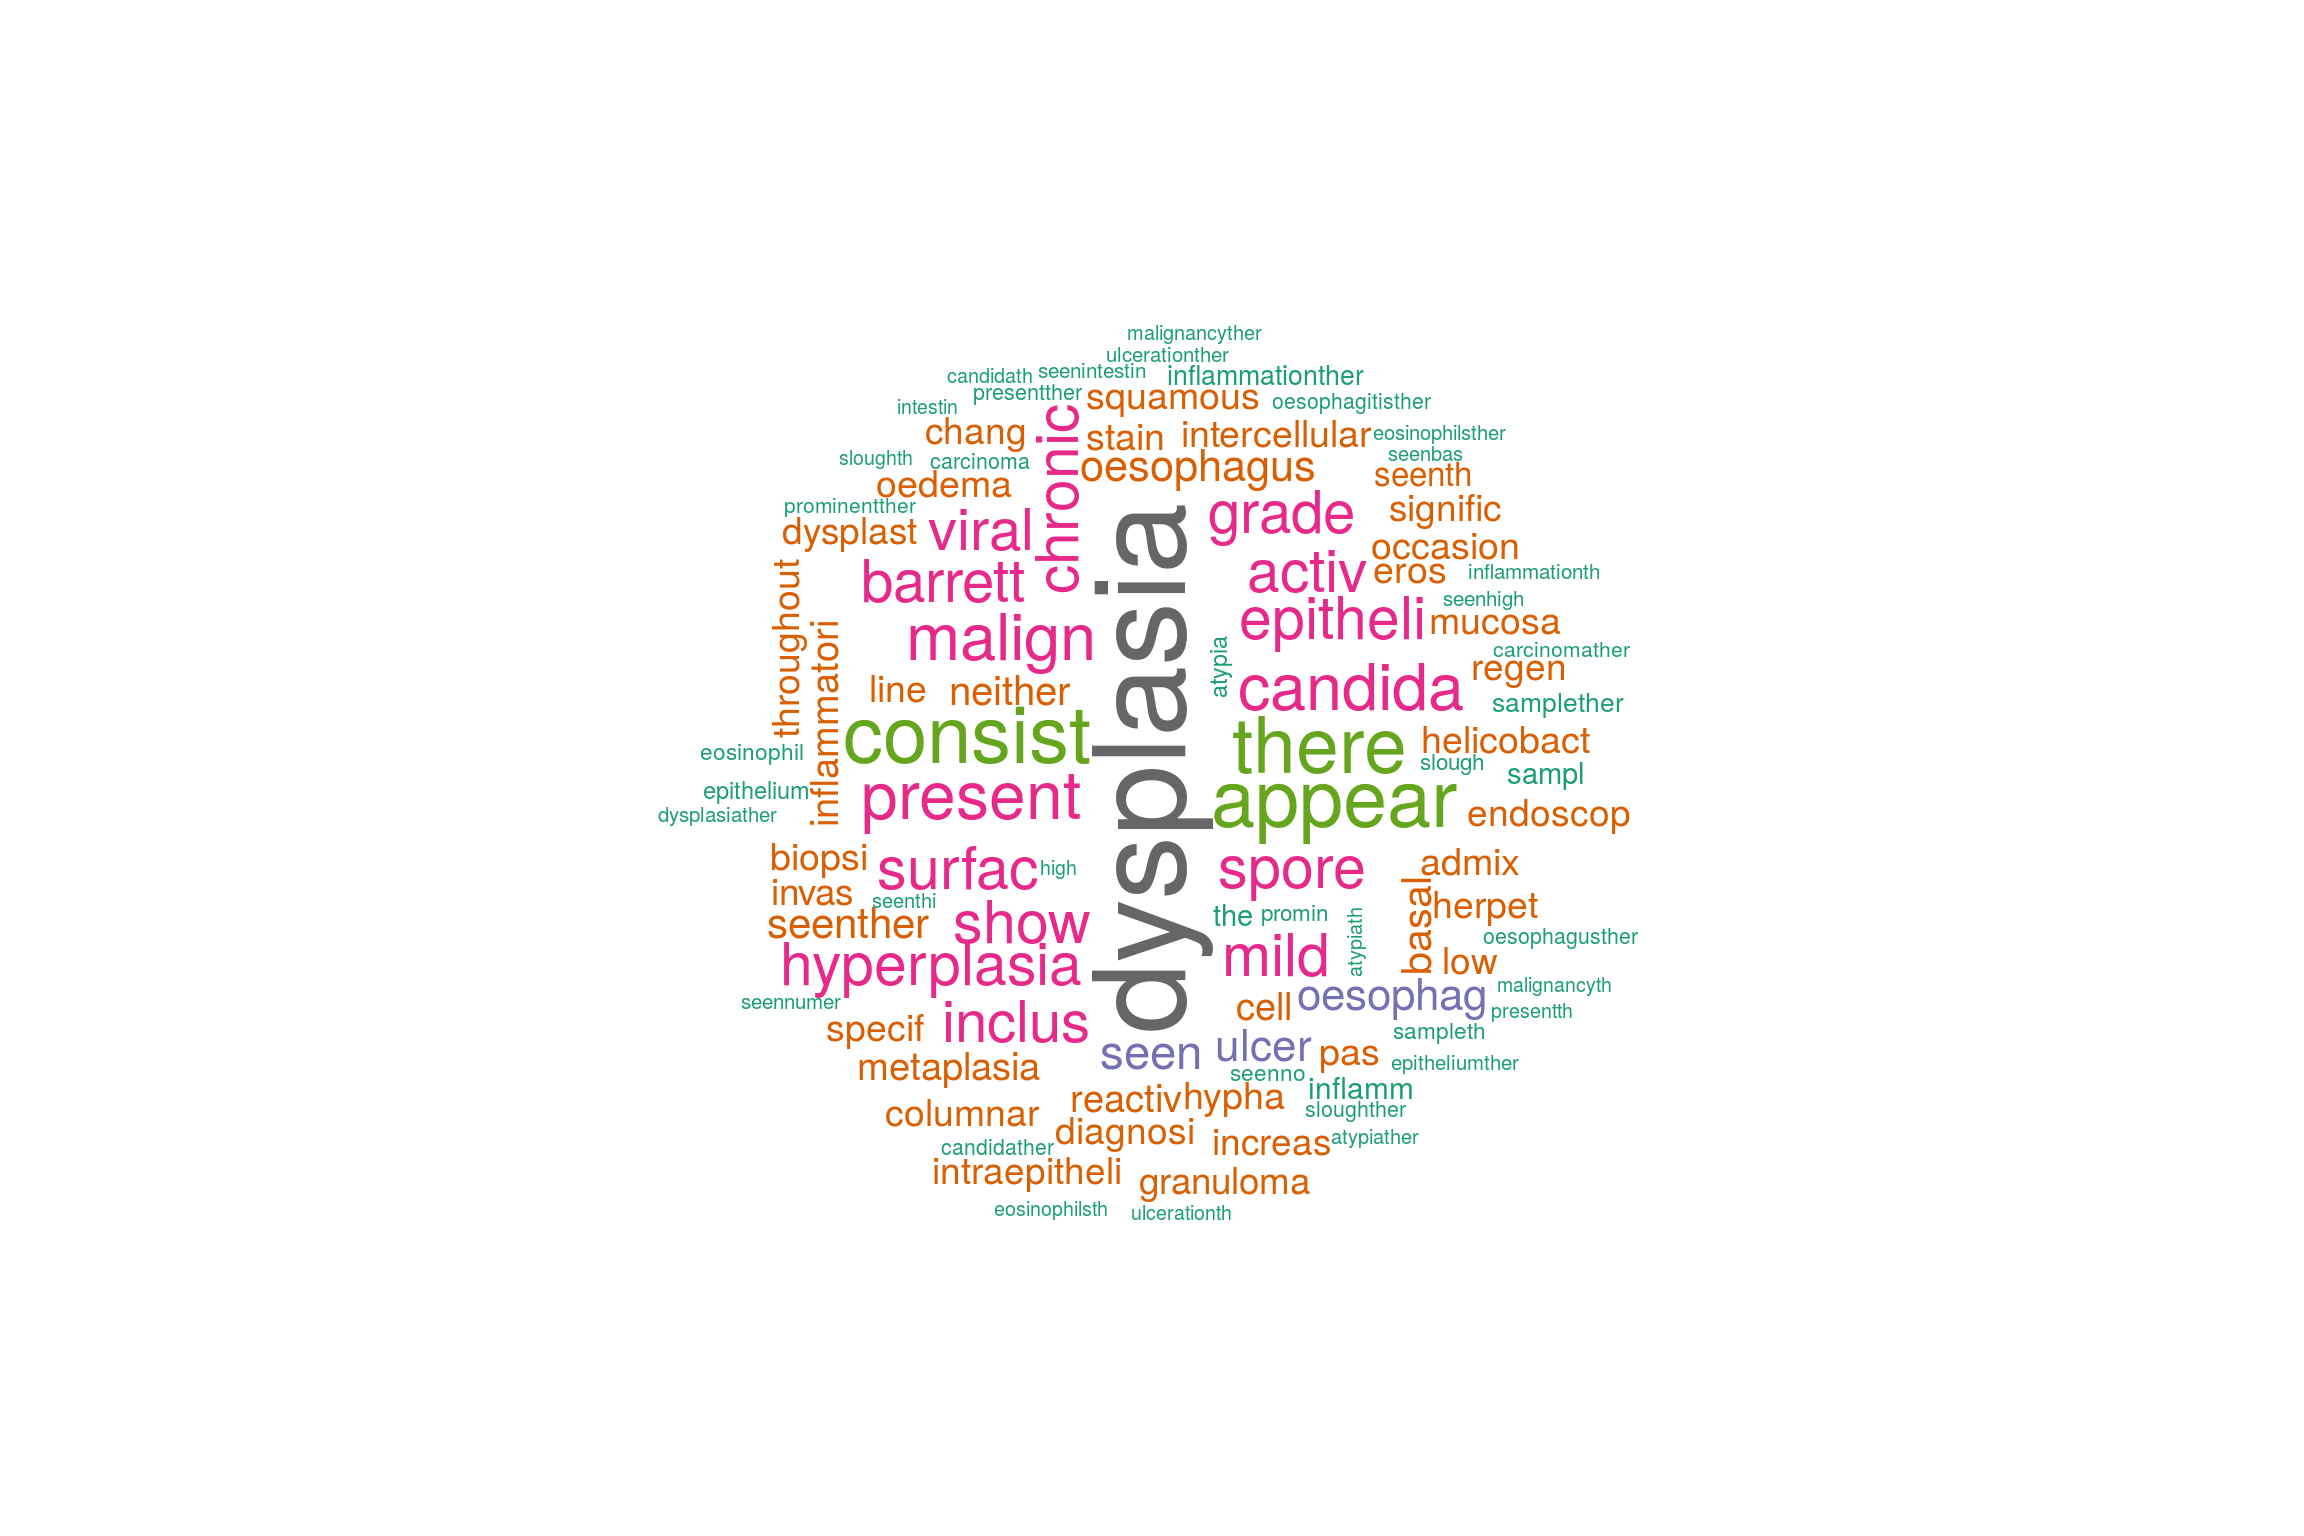 malignancyther
ulcerationther
candidath
seenintestin
inflammationther
presentther
squamous
oesophagitisther
intestin
chronic
chang
stain
intercellular
eosinophilsther
sloughth
carcinoma
oesophagus
seenbas
seenth
oedema
prominentther
grade
signific
dysplast
viral
dysplasia
occasion
barrett
activ
eros
inflammationth
throughout
inflammatori
malign
epitheli
seenhigh
mucosa
atypia
carcinomather
regen
line
neither
candida
samplether
consist
there
helicobact
eosinophil
slough
sampl
epithelium
present
appear
endoscop
dysplasiather
biopsi
surfac
high
spore
admix
invas
seenthi
basal
herpet
seenther
show
the
promin
atypiath
oesophagusther
hyperplasia
mild
low
seennumer
inclus
cell
oesophag
malignancyth
presentth
specif
seen
ulcer
pas
sampleth
metaplasia
seenno
epitheliumther
columnar
reactiv
hypha
inflamm
sloughther
candidather
diagnosi
increas
atypiather
intraepitheli
granuloma
eosinophilsth
ulcerationth